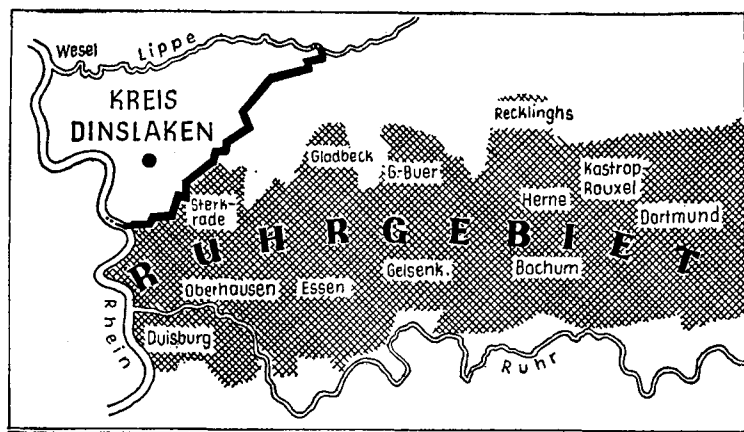 Wesel
Lippe
KREIS
DINSLAKEN
Recklinghs
Gladbeck
G.-Buer
Kastrop-
Rauxel
Sterk-
rade
Herne
Dortmund
RUHRGEBIET
Gelsenk.
Bochum
Oberhausen
Essen
Rhein
Duisburg
Ruhr